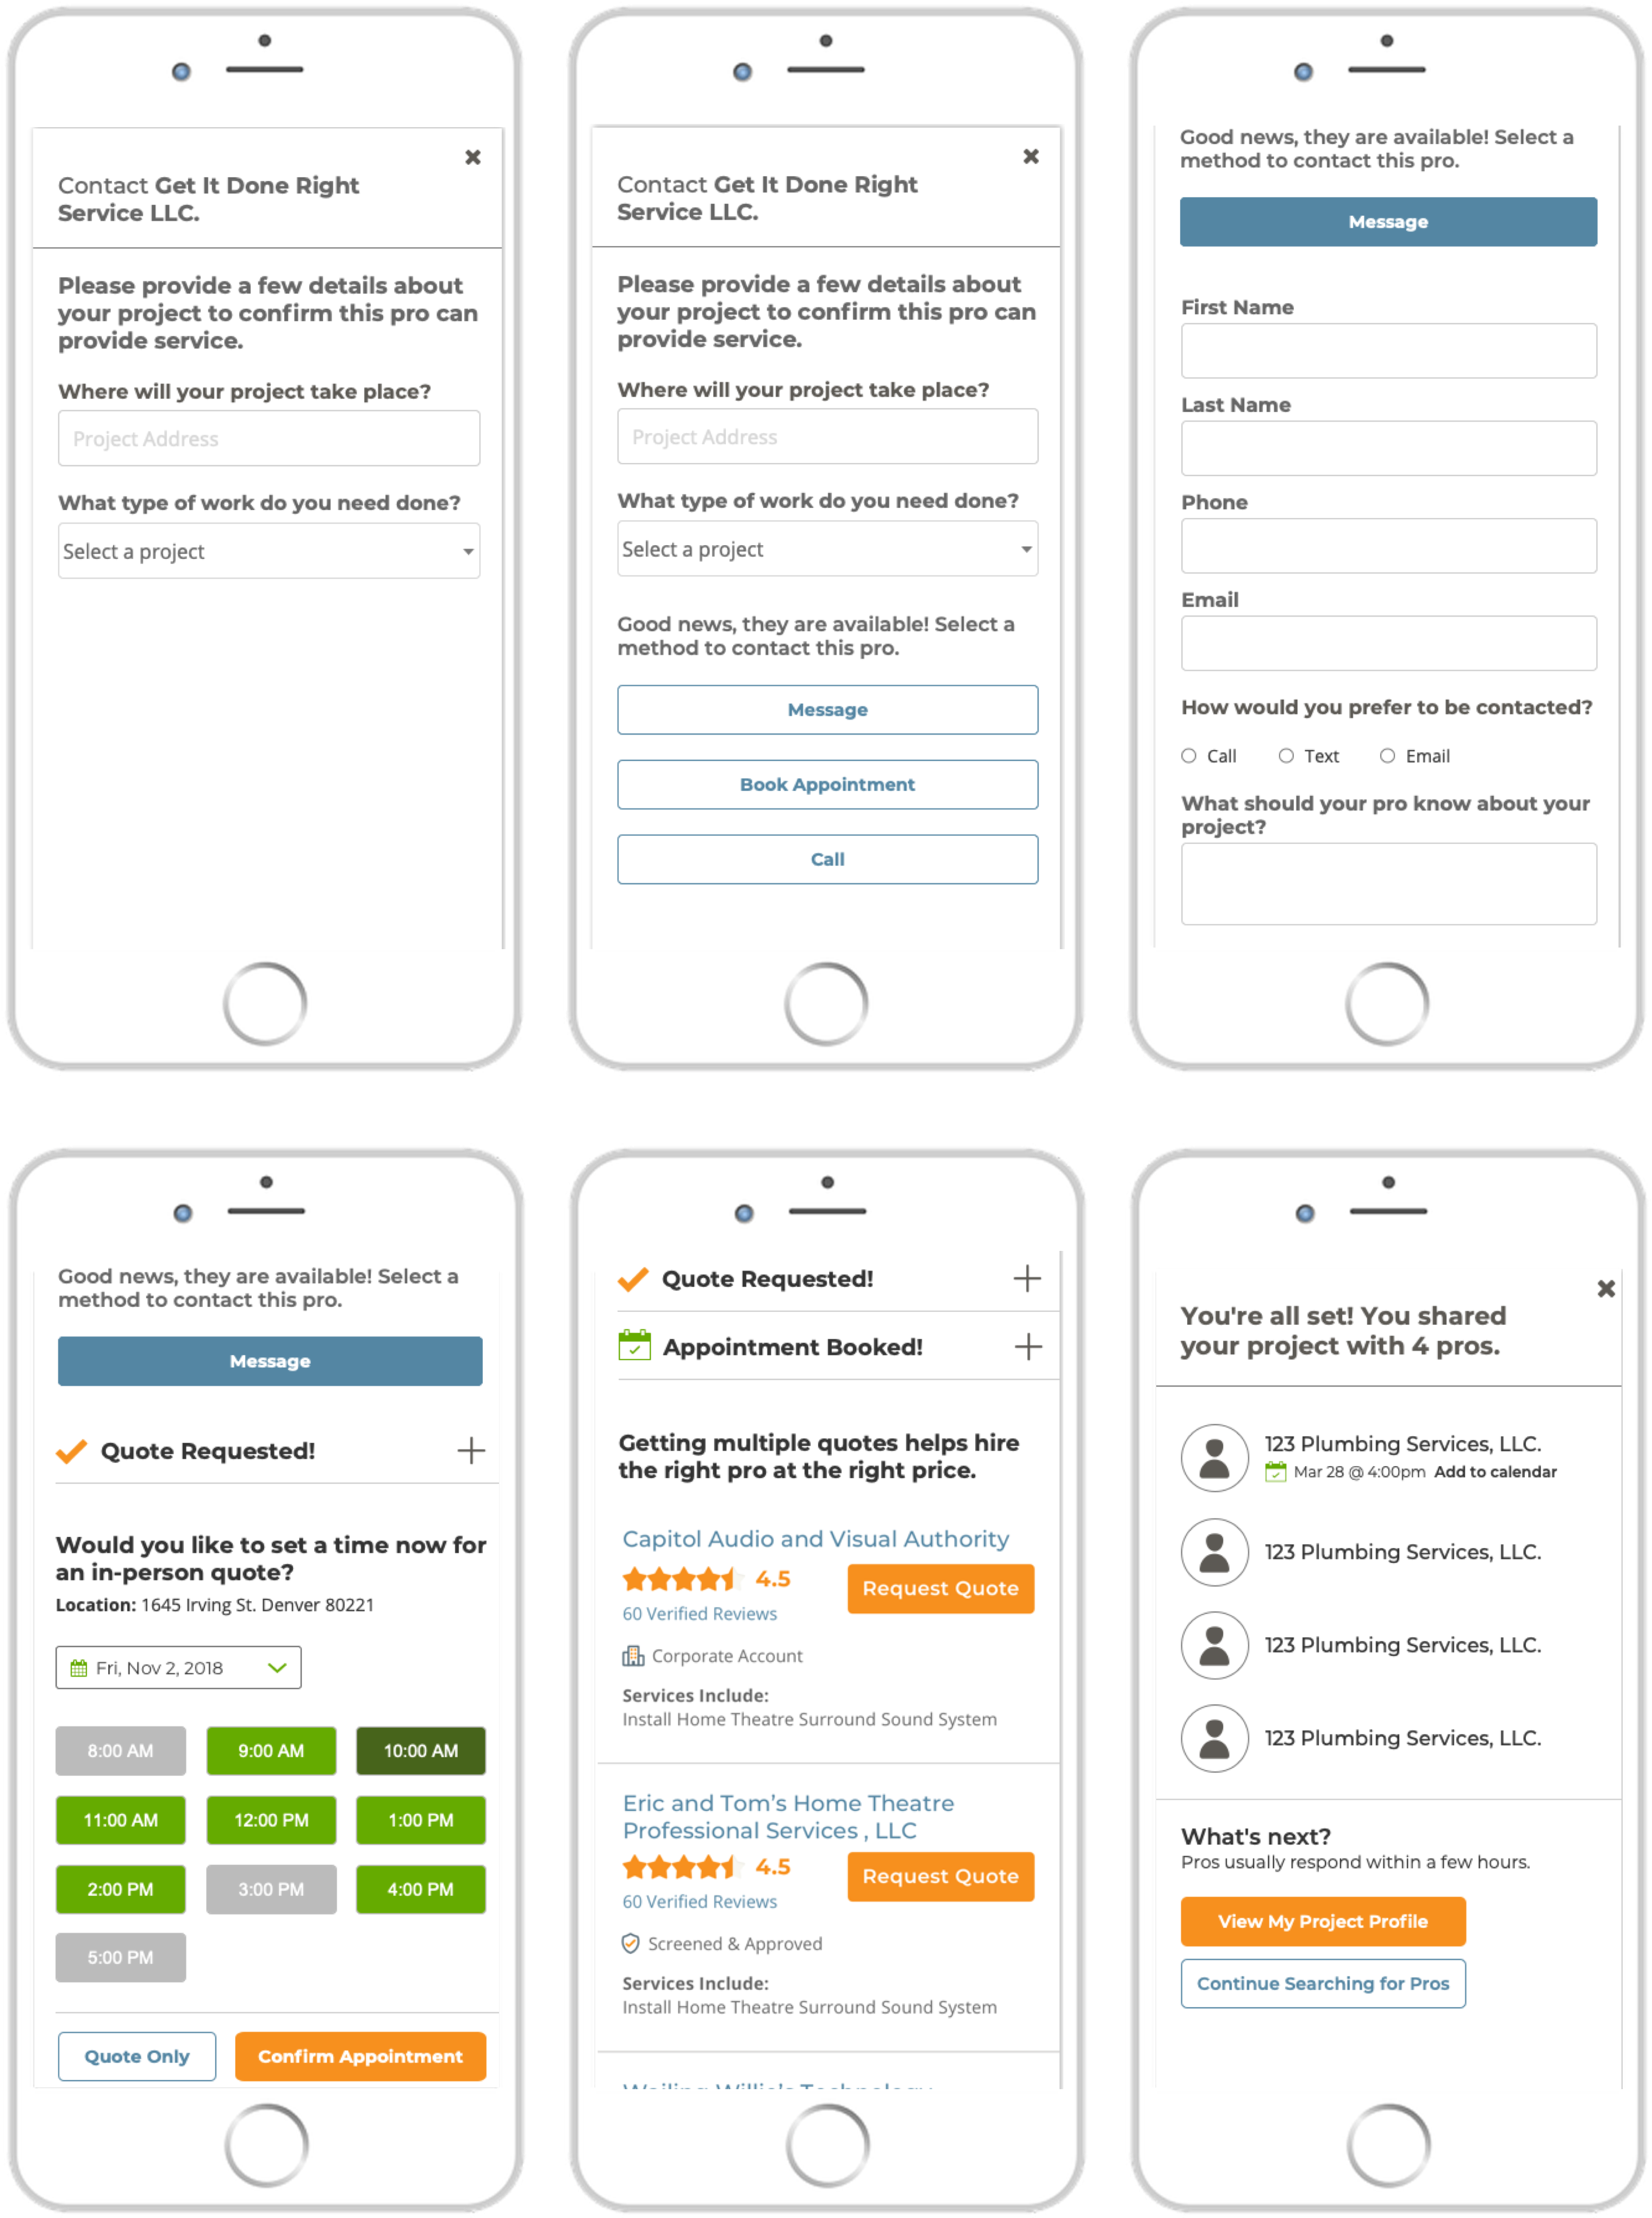 Contact Get It Done Right
Service LLC.
Please provide a few details about
your project to confirm this pro can
provide service.
Where will your project take place?
Project Address
What type of work do you need done?
Select a project
Contact Get It Done Right
Service LLC.
Please provide a few details about
your project to confirm this pro can
provide service.
Where will your project take place?
Project Address
What type of work do you need done?
Select a project
Good news, they are available! Select a
method to contact this pro.
Message
Book Appointment
Call
Good news, they are available! Select a
method to contact this pro.
Message
First Name
Last Name
Phone
Email
How would you prefer to be contacted?
Call Text Email
What should your pro know about your
project?
Good news, they are available! Select a
method to contact this pro.
Message
Quote Requested!
Would you like to set a time now for
an in-person quote?
Location: 1645 Irving St. Denver 80221
Fri, Nov 2, 2018
8:00 AM 9:00 AM 10:00 AM
11:00 AM 12:00 PM 1:00 PM
2:00 PM 3:00 PM 4:00 PM
5:00 PM
Quote Only Confirm Appointment
Quote Requested!
Appointment Booked!
Getting multiple quotes helps hire
the right pro at the right price.
Capitol Audio and Visual Authority
4.5
Request Quote
60 Verified Reviews
Corporate Account
Services Include:
Install Home Theatre Surround Sound System
Eric and Tom's Home Theatre
Professional Services , LLC
4.5
Request Quote
60 Verified Reviews
Screened & Approved
Services Include:
Install Home Theatre Surround Sound System
You're all set! You shared
your project with 4 pros.
123 Plumbing Services, LLC.
Mar 28 @ 4:00pm Add to calendar
123 Plumbing Services, LLC.
123 Plumbing Services, LLC.
123 Plumbing Services, LLC.
What's next?
Pros usually respond within a few hours.
View My Project Profile
Continue Searching for Pros